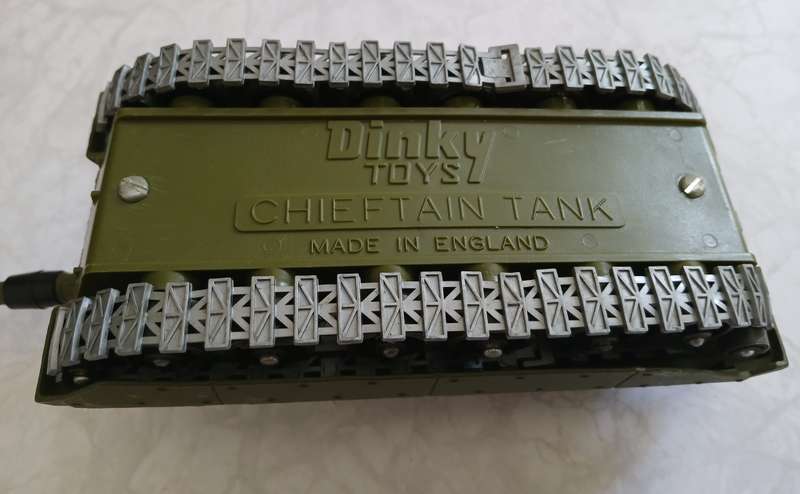 Dinky
TOYS
CHIEFTAIN TANK
MADE IN ENGLAND